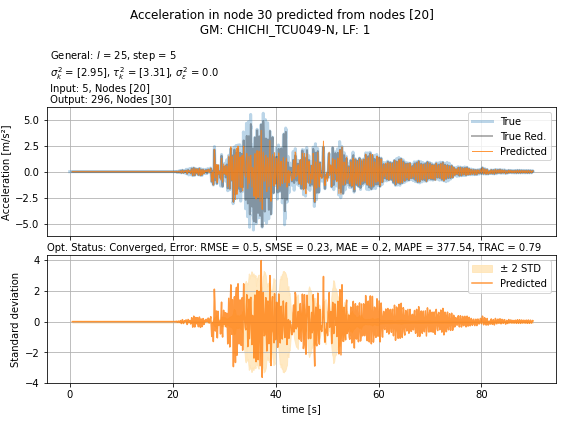 Acceleration in node 30 predicted from nodes [20]
GM: CHICHI_TCU049-N, LF: 1
General: l = 25, step = 5
σ²ₖ = [2.95], τ²ₖ = [3.31], σ²ε = 0.0
Input: 5, Nodes [20]
Output: 296, Nodes [30]
Acceleration [m/s²]
5.0
2.5
0.0
−2.5
−5.0
True
True Red.
Predicted
Opt. Status: Converged, Error: RMSE = 0.5, SMSE = 0.23, MAE = 0.2, MAPE = 377.54, TRAC = 0.79
Standard deviation
4
2
0
−2
−4
± 2 STD
Predicted
0
20
40
60
80
time [s]